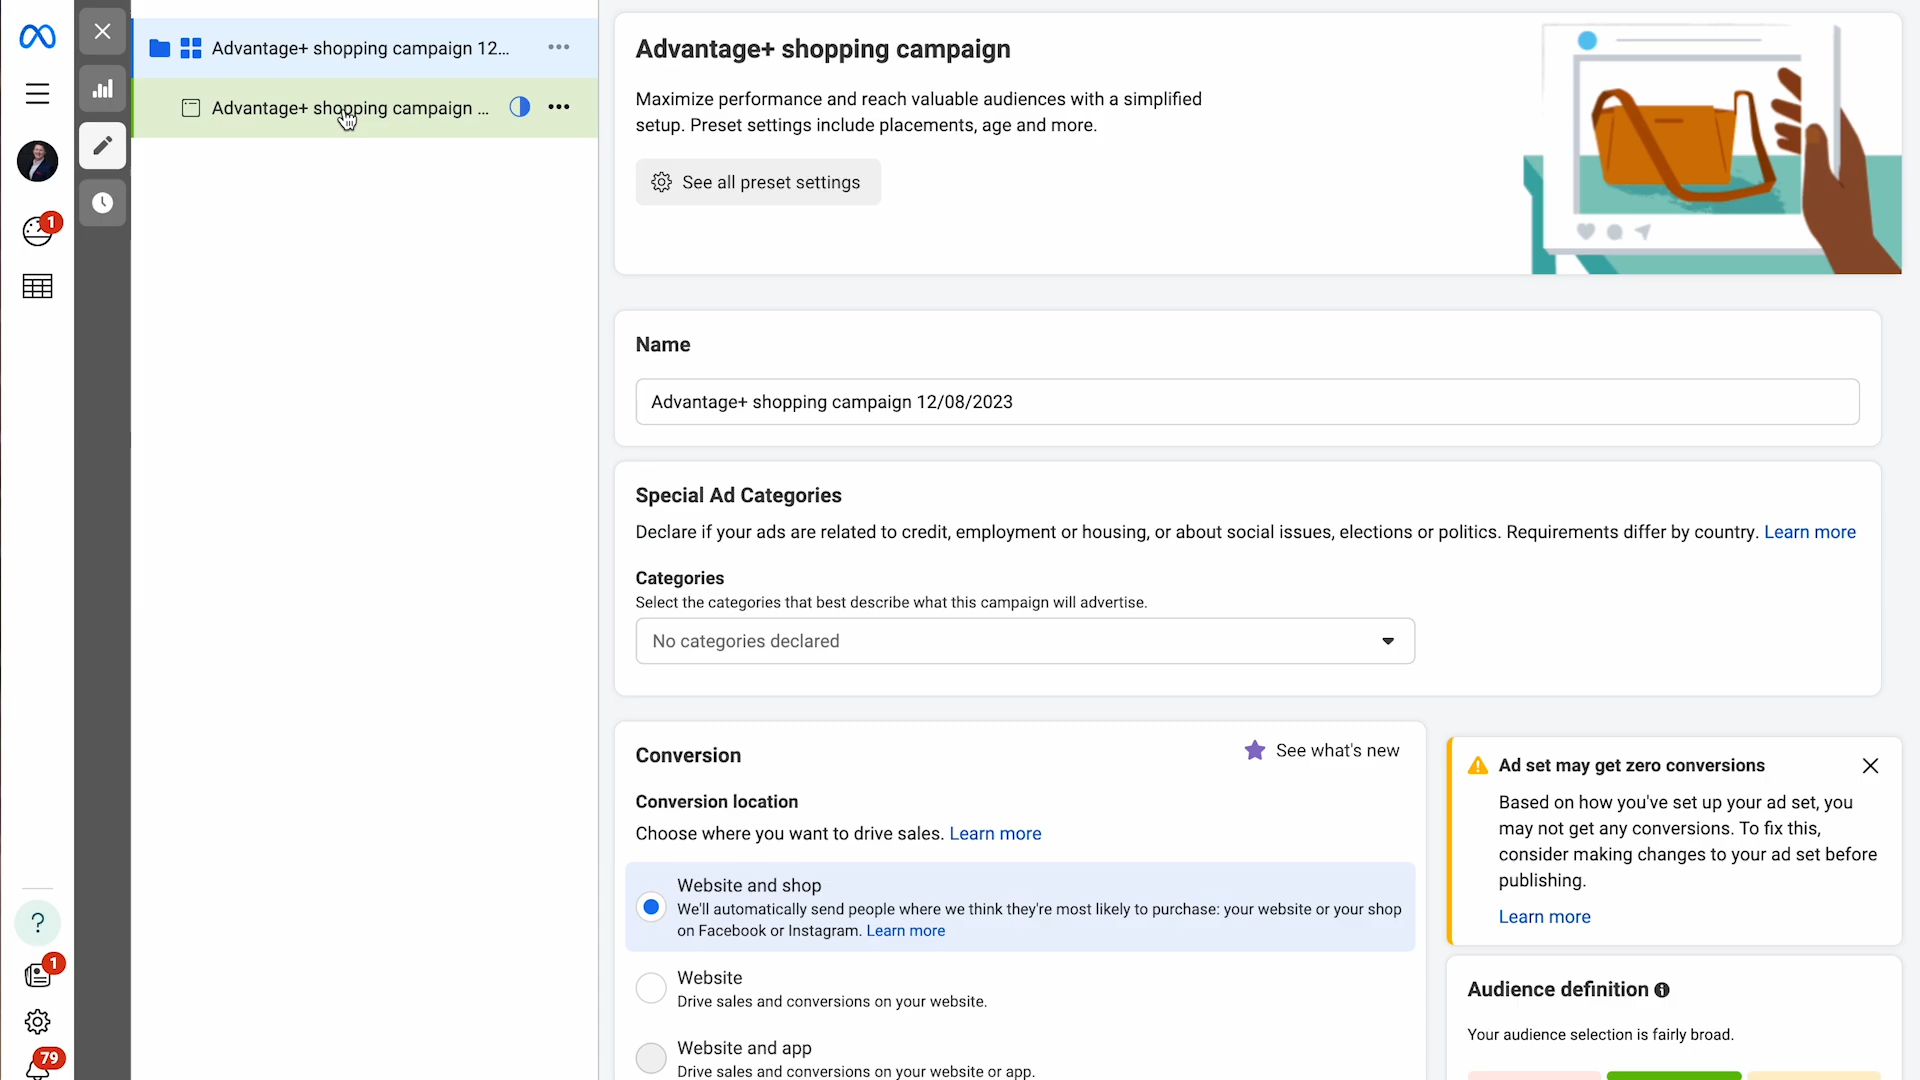 Advantage+ shopping campaign 12...
Advantage+ shopping campaign ...
1
?
1
79
Advantage+ shopping campaign
Maximize performance and reach valuable audiences with a simplified
setup. Preset settings include placements, age and more.
See all preset settings
Name
Advantage+ shopping campaign 12/08/2023
Special Ad Categories
Declare if your ads are related to credit, employment or housing, or about social issues, elections or politics. Requirements differ by country. Learn more
Categories
Select the categories that best describe what this campaign will advertise.
No categories declared
Conversion
See what's new
Conversion location
Choose where you want to drive sales. Learn more
Website and shop
We'll automatically send people where we think they're most likely to purchase: your website or your shop
on Facebook or Instagram. Learn more
Website
Drive sales and conversions on your website.
Website and app
Drive sales and conversions on your website or app.
Ad set may get zero conversions
Based on how you've set up your ad set, you
may not get any conversions. To fix this,
consider making changes to your ad set before
publishing.
Learn more
Audience definition
Your audience selection is fairly broad.